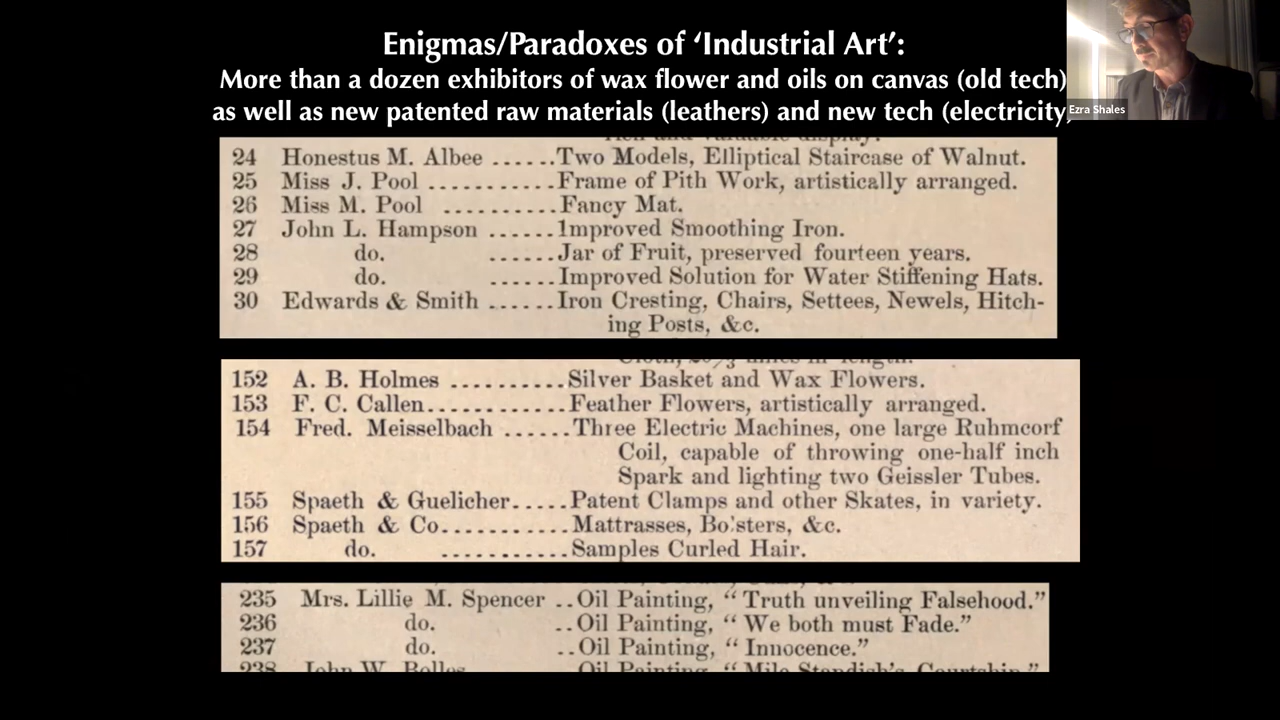 Enigmas/Paradoxes of ‘Industrial Art’:
More than a dozen exhibitors of wax flower and oils on canvas (old tech)
as well as new patented raw materials (leathers) and new tech (electricity)
Ezra Shales
24 Honestus M. Albee ......Two Models, Elliptical Staircase of Walnut.
25 Miss J. Pool ...........Frame of Pith Work, artistically arranged.
26 Miss M. Pool ..........Fancy Mat.
27 John L. Hampson ......Improved Smoothing Iron.
28 do. ......Jar of Fruit, preserved fourteen years.
29 do. ......Improved Solution for Water Stiffening Hats.
30 Edwards & Smith ......Iron Cresting, Chairs, Settees, Newels, Hitch-
ing Posts, &c.
152 A. B. Holmes ..........Silver Basket and Wax Flowers.
153 F. C. Callen............Feather Flowers, artistically arranged.
154 Fred. Meisselbach ......Three Electric Machines, one large Ruhmcorf
Coil, capable of throwing one-half inch
Spark and lighting two Geissler Tubes.
155 Spaeth & Guelicher.....Patent Clamps and other Skates, in variety.
156 Spaeth & Co...........Mattrasses, Bolsters, &c.
157 do. ..........Samples Curled Hair.
235 Mrs. Lillie M. Spencer ..Oil Painting, “Truth unveiling Falsehood.”
236 do. ..Oil Painting, “We both must Fade.”
237 do. ..Oil Painting, “Innocence.”
238 John W. Bolles Oil Painting, “